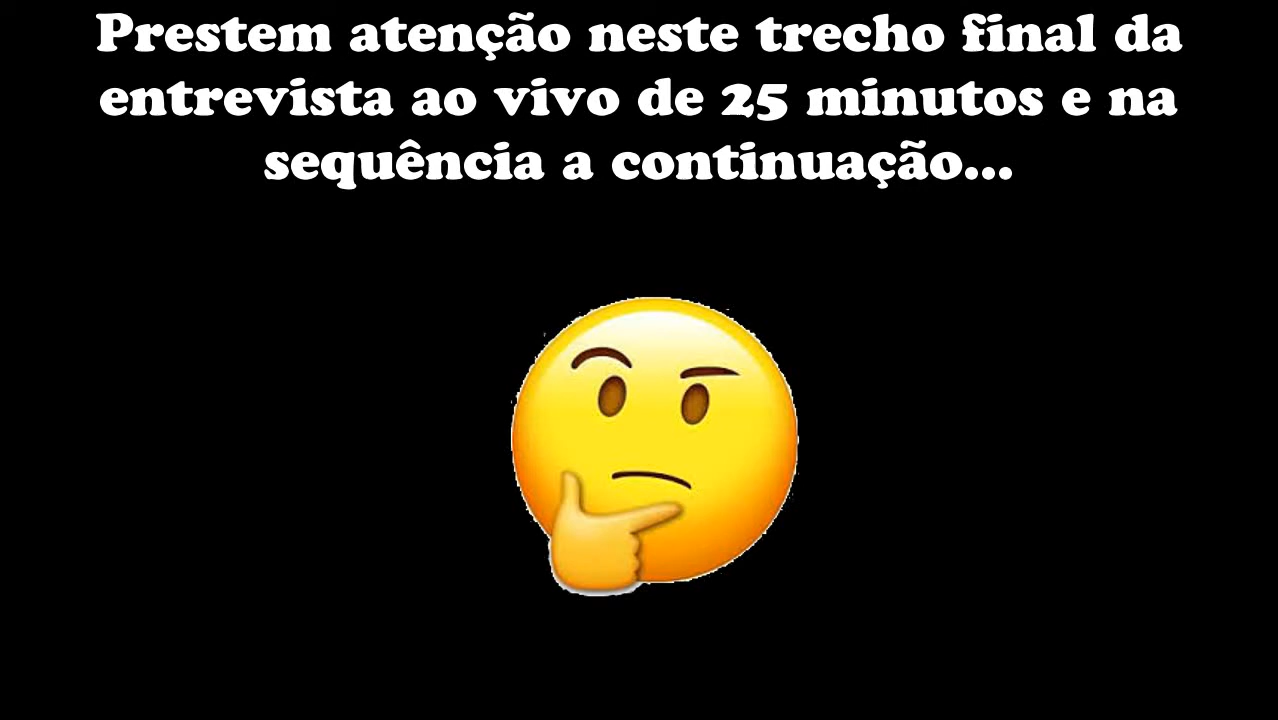 Prestem atenção neste trecho final da
entrevista ao vivo de 25 minutos e na
sequência a continuação...